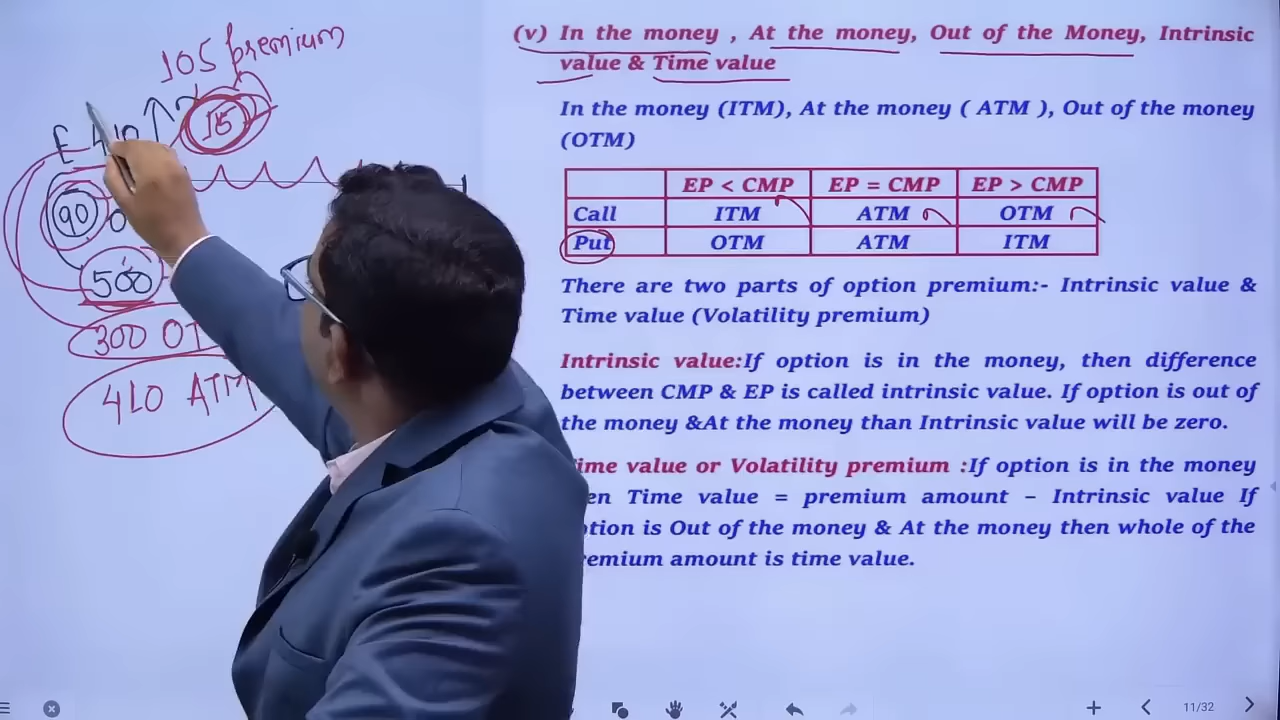 105 premium
E 410
15
90
500
300 OT
410 ATM
(v) In the money , At the money, Out of the Money, Intrinsic
value & Time value
In the money (ITM), At the money ( ATM ), Out of the money
(OTM)
EP < CMP EP = CMP EP > CMP
Call ITM ATM OTM
Put OTM ATM ITM
There are two parts of option premium:- Intrinsic value &
Time value (Volatility premium)
Intrinsic value:If option is in the money, then difference
between CMP & EP is called intrinsic value. If option is out of
the money &At the money than Intrinsic value will be zero.
ime value or Volatility premium :If option is in the money
en Time value = premium amount – Intrinsic value If
tion is Out of the money & At the money then whole of the
remium amount is time value.
11/32